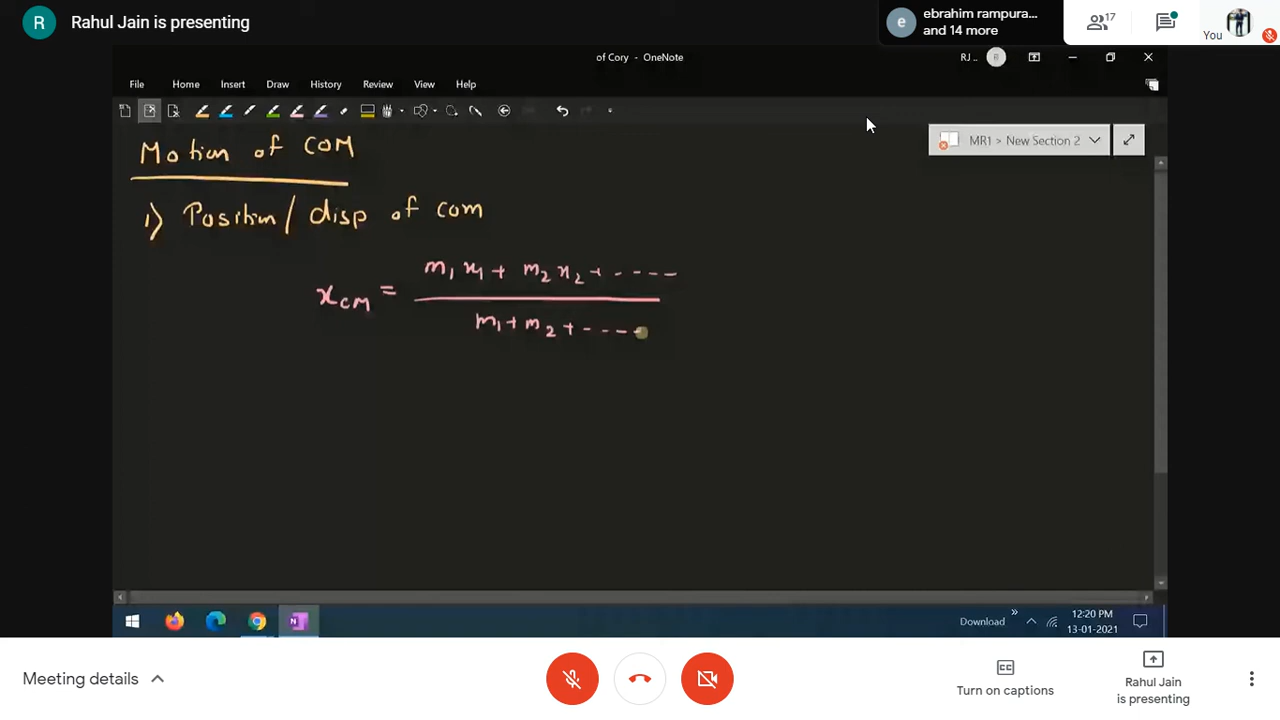 R Rahul Jain is presenting
e ebrahim rampura... and 14 more
17
You
of Cory - OneNote
RJ ..
R
File Home Insert Draw History Review View Help
MR1 > New Section 2
Motion of COM
1) Position/ disp of com
x_CM = (m₁x₁ + m₂x₂ + -----) / (m₁ + m₂ + -----)
N
Download
»
12:20 PM
13-01-2021
Meeting details
CC
Turn on captions
Rahul Jain
is presenting